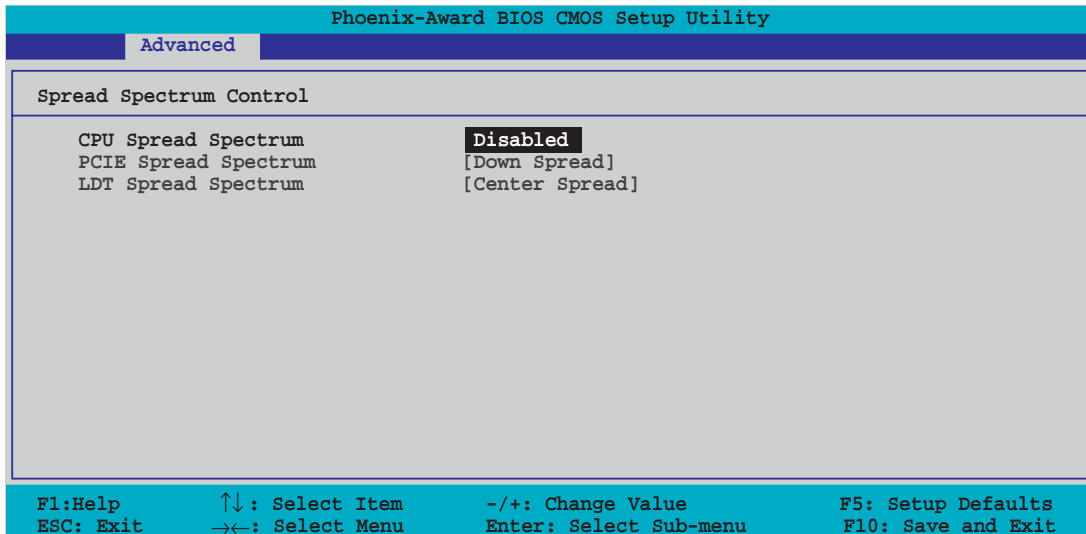 Phoenix-Award BIOS CMOS Setup Utility
Advanced
Spread Spectrum Control
CPU Spread Spectrum Disabled
PCIE Spread Spectrum [Down Spread]
LDT Spread Spectrum [Center Spread]
F1:Help ↑↓: Select Item -/+: Change Value F5: Setup Defaults
ESC: Exit →←: Select Menu Enter: Select Sub-menu F10: Save and Exit